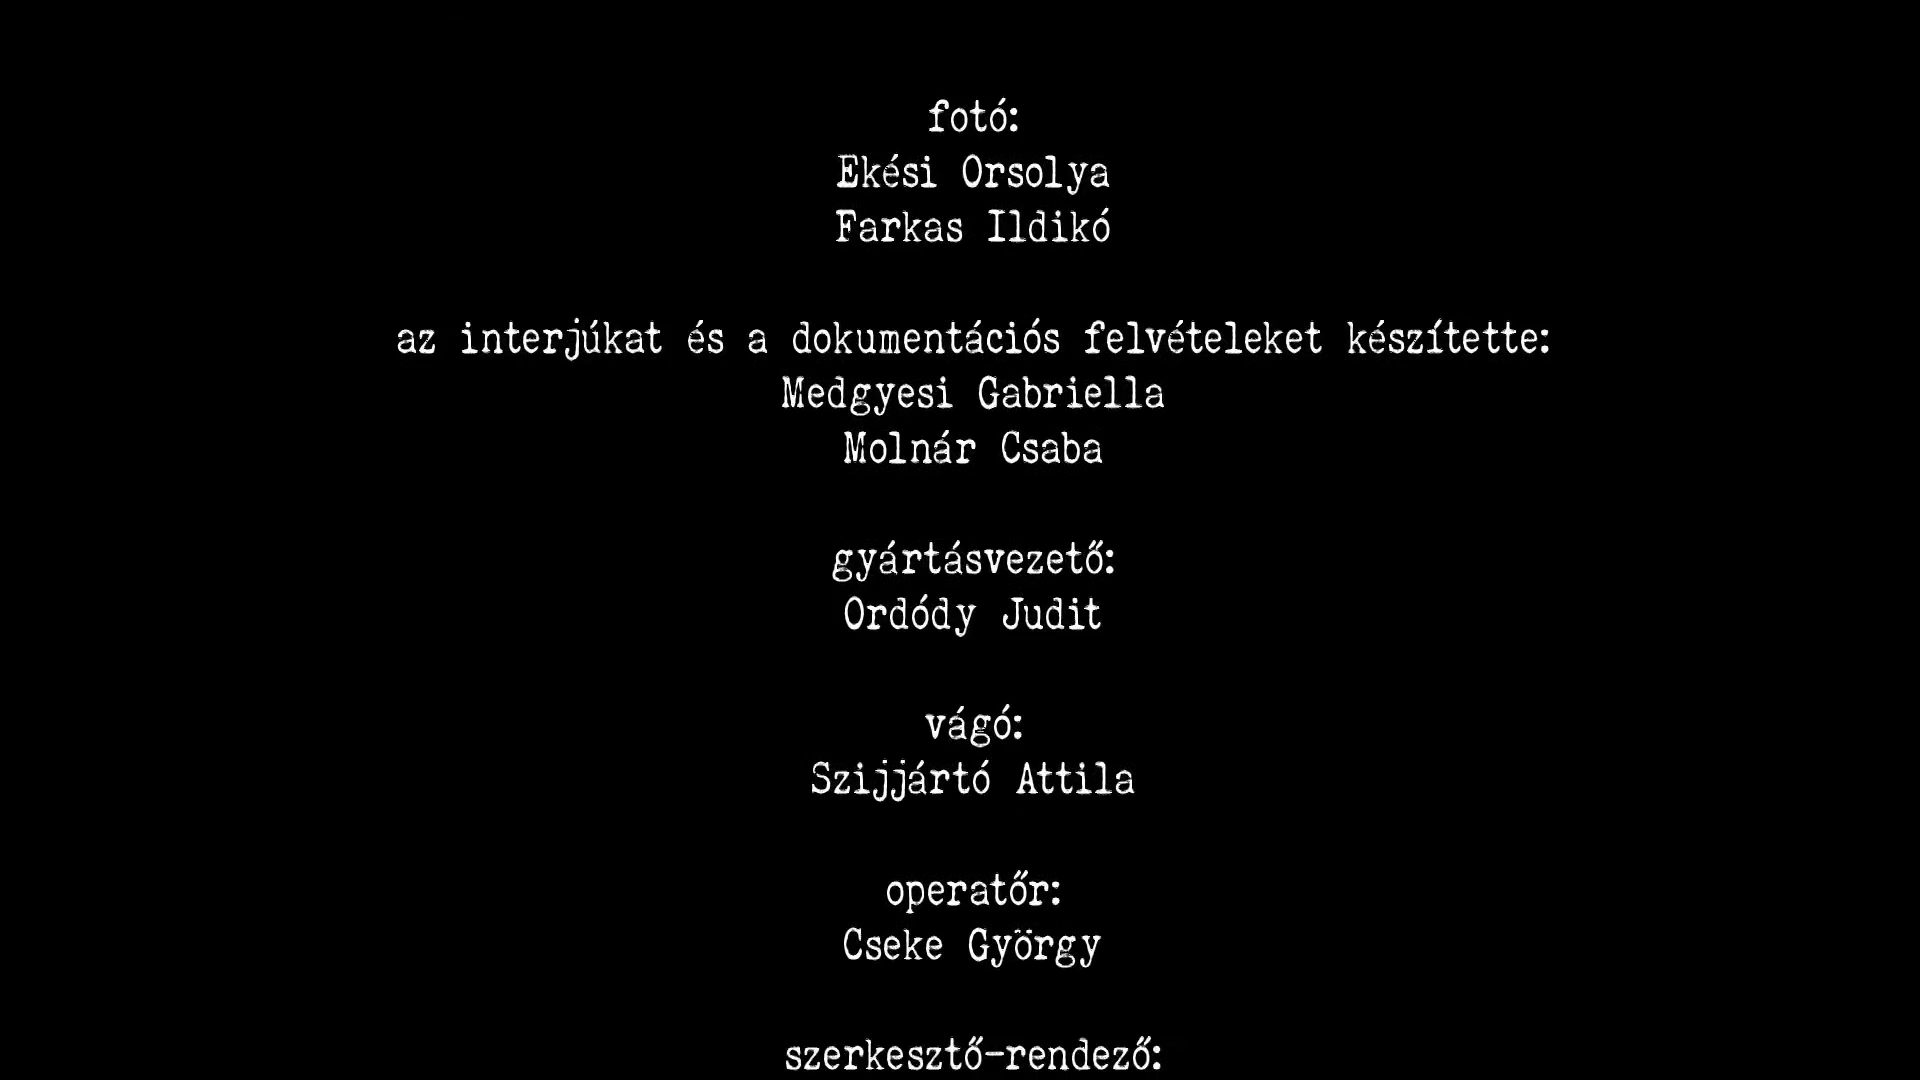 fotó:
Ekési Orsolya
Farkas Ildikó
az interjúkat és a dokumentációs felvételeket készítette:
Medgyesi Gabriella
Molnár Csaba
gyártásvezető:
Ordódy Judit
vágó:
Szijjártó Attila
operatőr:
Cseke György
szerkesztő-rendező: